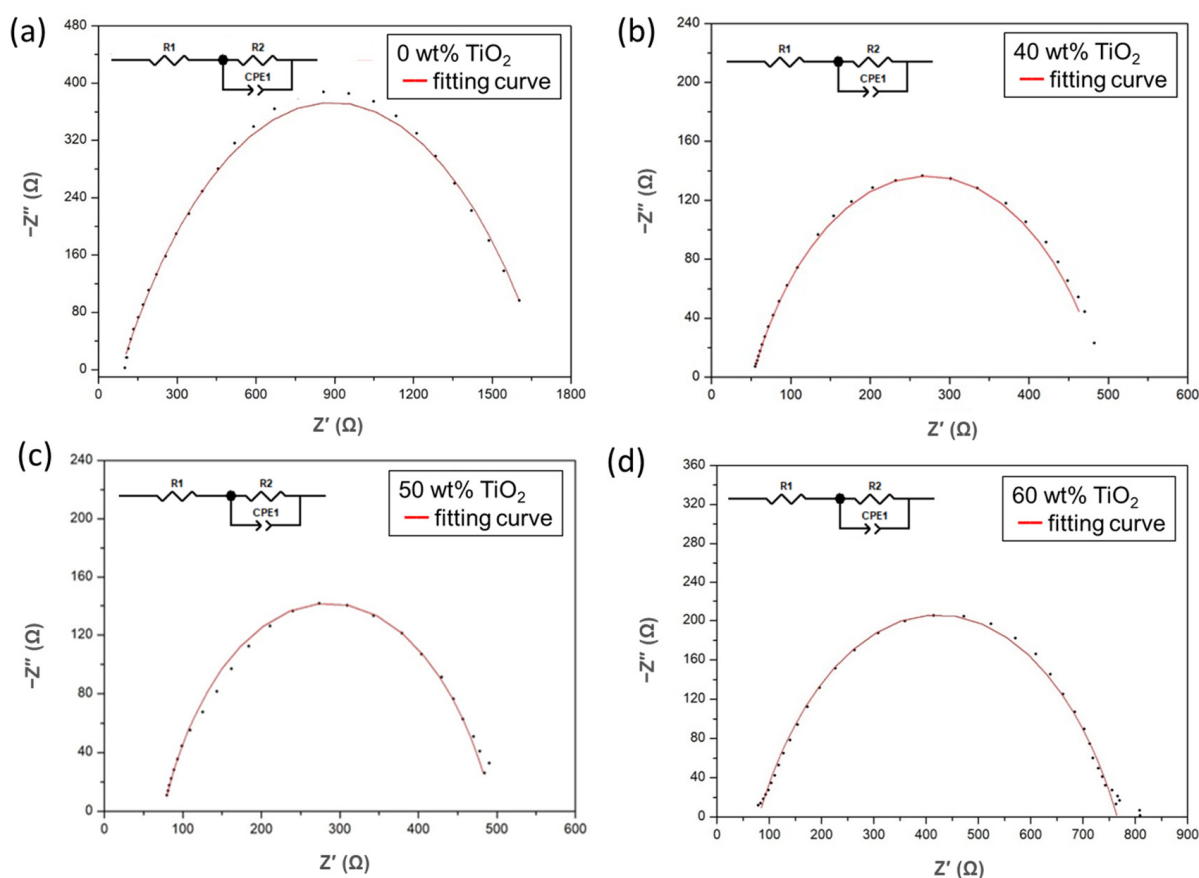 (a)
R1
R2
CPE1
0 wt% TiO₂
fitting curve
480
400
320
240
160
80
0
0
300
600
900
1200
1500
1800
−Z″ (Ω)
Z′ (Ω)
(b)
R1
R2
CPE1
40 wt% TiO₂
fitting curve
240
200
160
120
80
40
0
0
100
200
300
400
500
600
−Z″ (Ω)
Z′ (Ω)
(c)
R1
R2
CPE1
50 wt% TiO₂
fitting curve
240
200
160
120
80
40
0
0
100
200
300
400
500
600
−Z″ (Ω)
Z′ (Ω)
(d)
R1
R2
CPE1
60 wt% TiO₂
fitting curve
360
320
280
240
200
160
120
80
40
0
0
100
200
300
400
500
600
700
800
900
−Z″ (Ω)
Z′ (Ω)